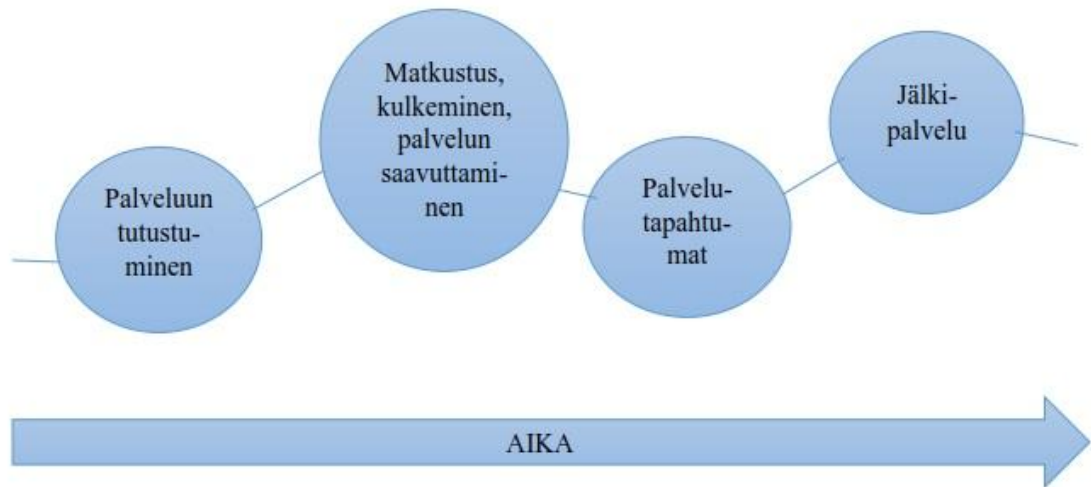 Palveluun
tutustu-
minen
Matkustus,
kulkeminen,
palvelun
saavuttami-
nen
Palvelu-
tapahtu-
mat
Jälki-
palvelu
AIKA